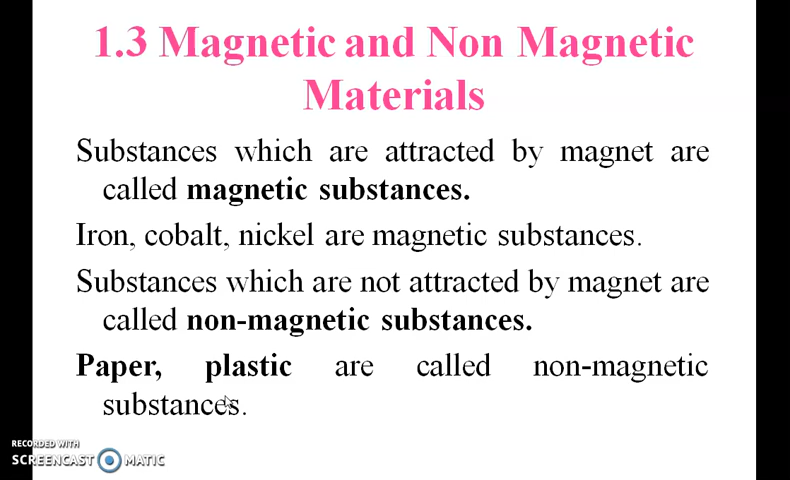 1.3 Magnetic and Non Magnetic
Materials
Substances which are attracted by magnet are
called magnetic substances.
Iron, cobalt, nickel are magnetic substances.
Substances which are not attracted by magnet are
called non-magnetic substances.
Paper, plastic are called non-magnetic
substances.
RECORDED WITH
SCREENCAST MATIC